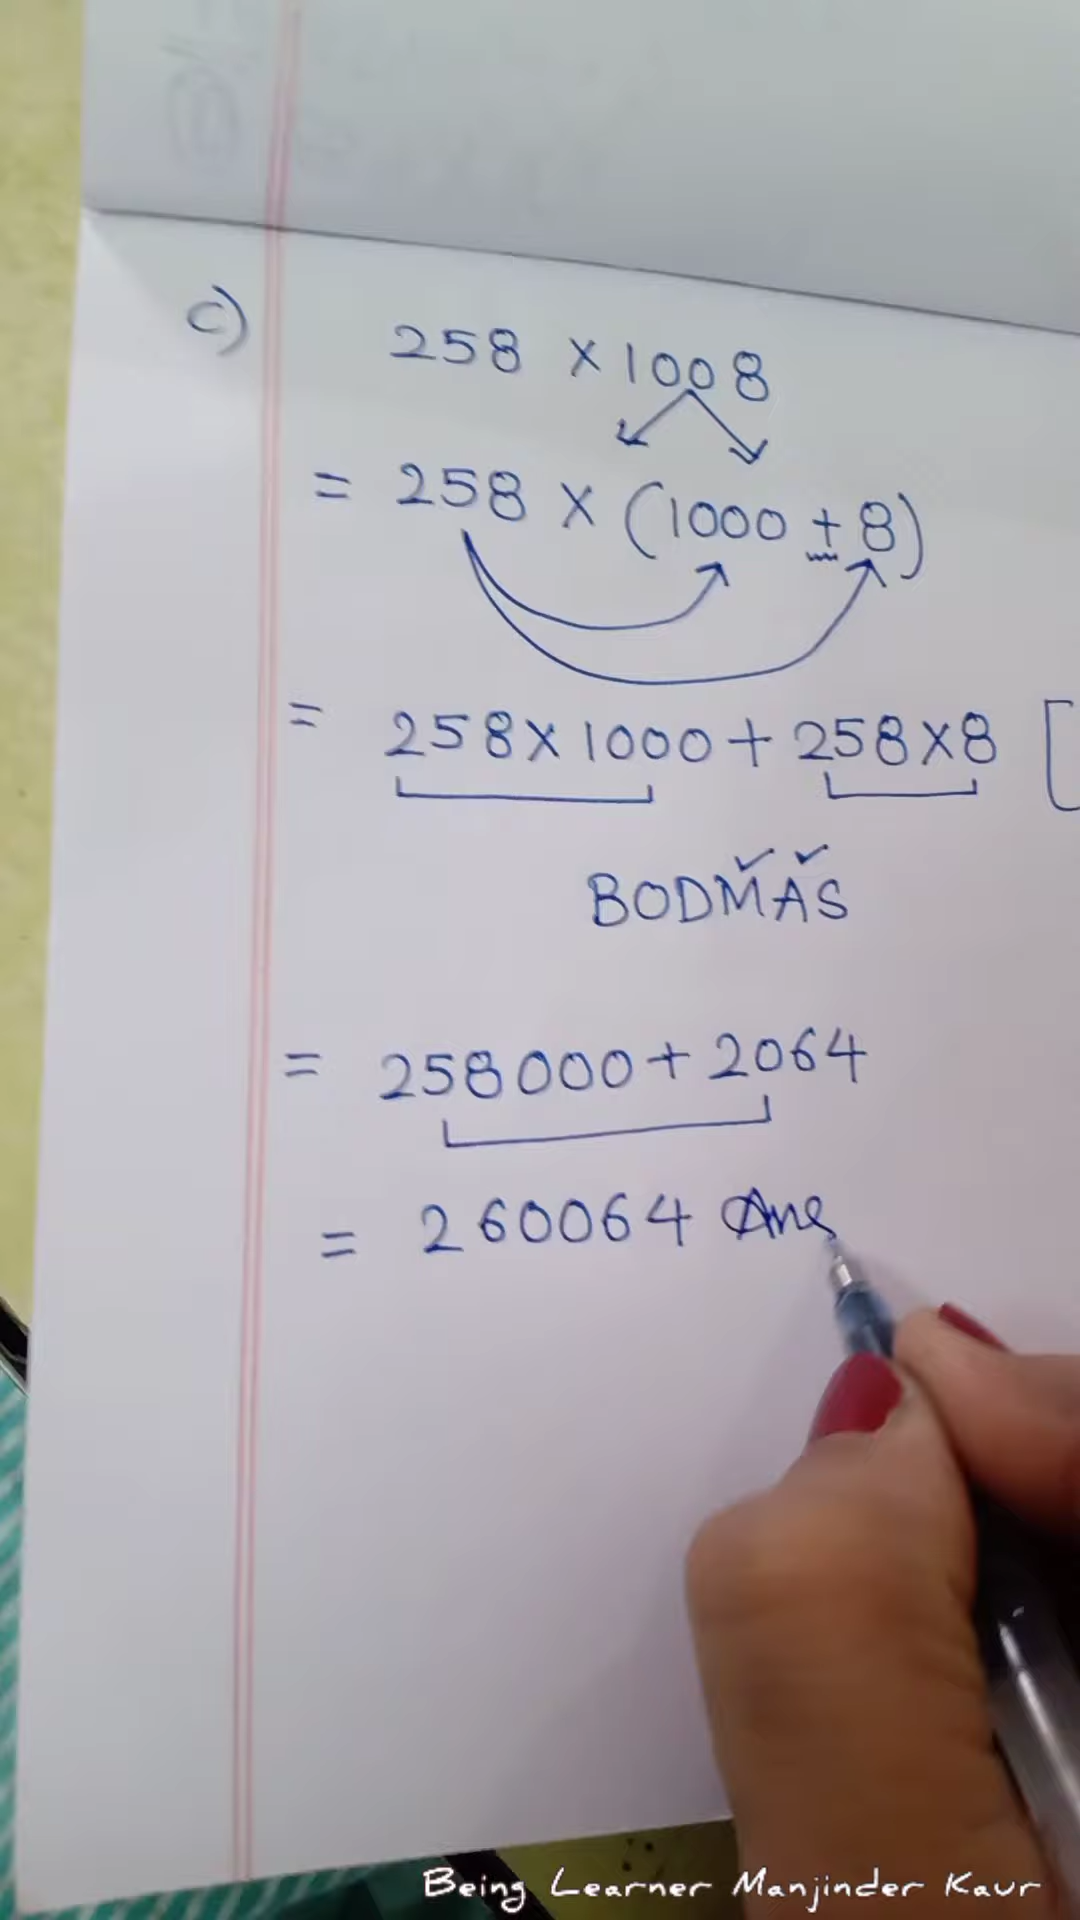 c) 258 × 1008
= 258 × (1000 + 8)
= 258 × 1000 + 258 × 8 [
BODMAS
= 258000 + 2064
= 260064 Ans
Being Learner Manjinder Kaur